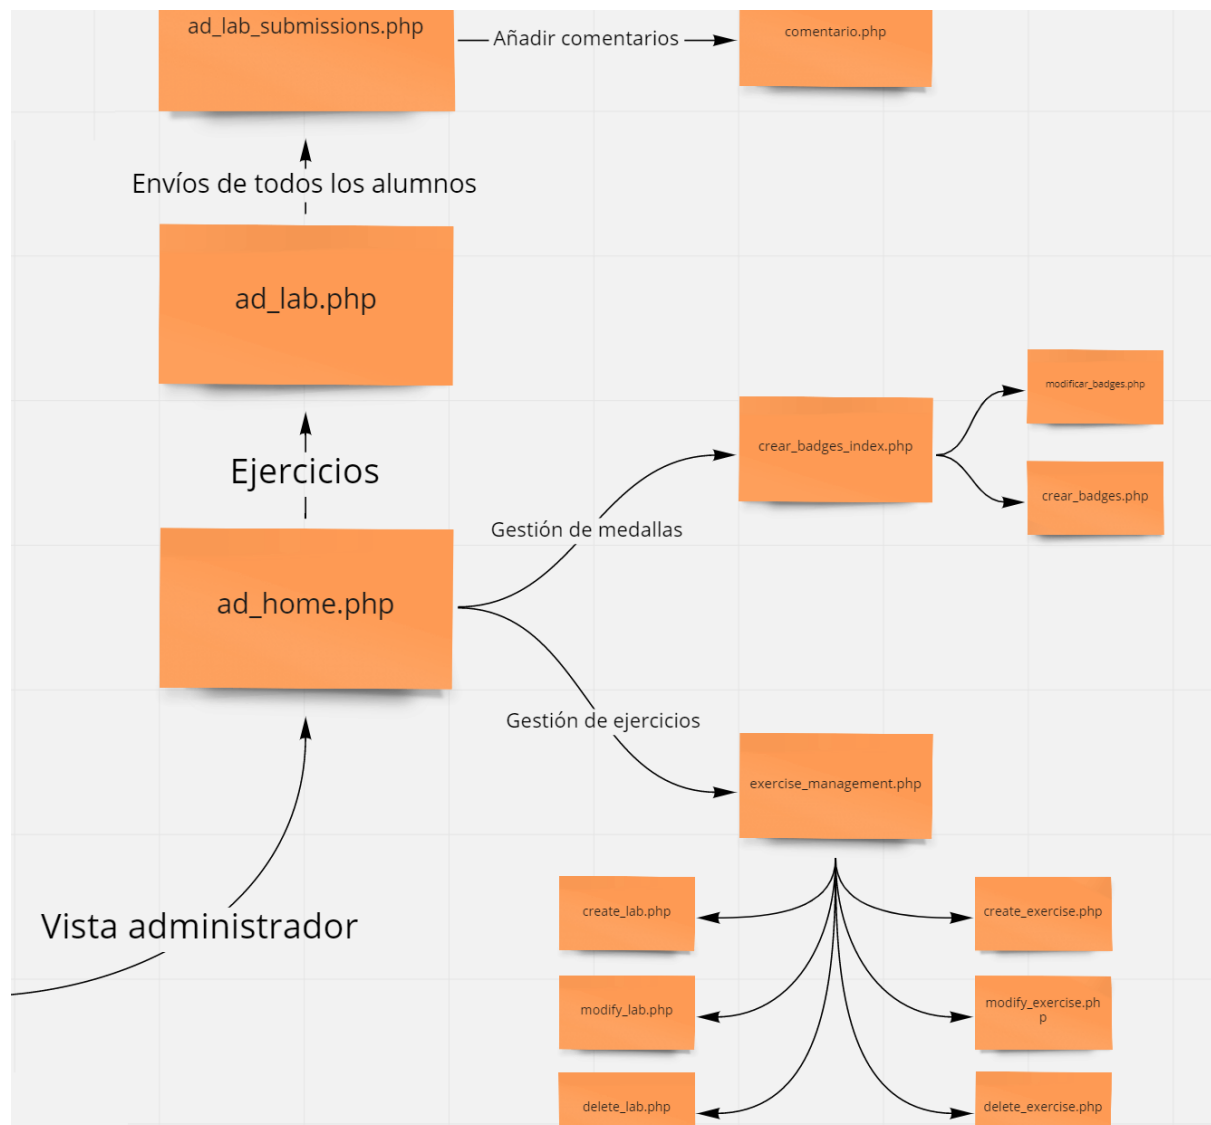 ad_lab_submissions.php
Añadir comentarios
comentario.php
Envíos de todos los alumnos
ad_lab.php
modificar_badges.php
crear_badges_index.php
Ejercicios
crear_badges.php
Gestión de medallas
ad_home.php
Gestión de ejercicios
exercise_management.php
Vista administrador
create_lab.php
create_exercise.php
modify_lab.php
modify_exercise.ph
p
delete_lab.php
delete_exercise.php